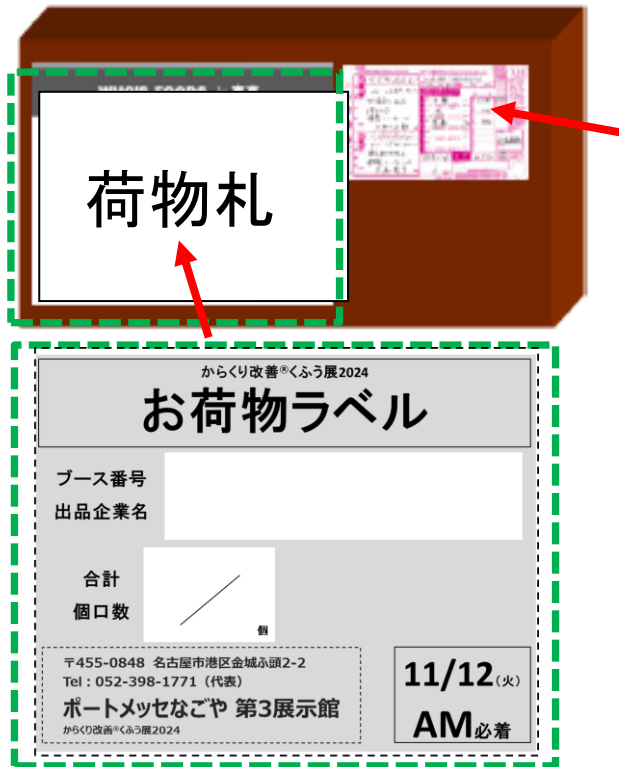 荷物札
からくり改善®くふう展2024
お荷物ラベル
ブース番号
出品企業名
合計
個口数
個
〒455-0848 名古屋市港区金城ふ頭2-2
Tel：052-398-1771（代表）
ポートメッセなごや 第3展示館
からくり改善®くふう展2024
11/12(火)
AM必着